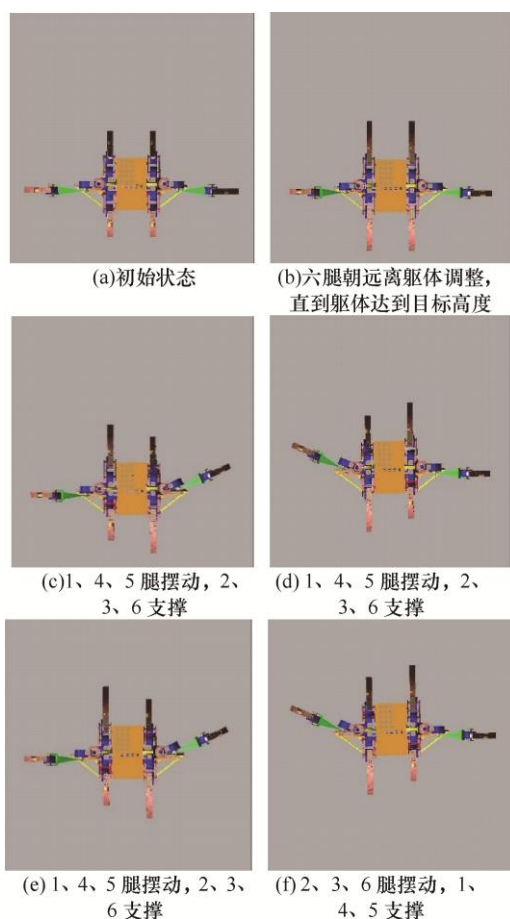 (a)初始状态
(b)六腿朝远离躯体调整,
直到躯体达到目标高度
(c)1、4、5 腿摆动，2、
3、6 支撑
(d) 1、4、5 腿摆动，2、
3、6 支撑
(e) 1、4、5 腿摆动，2、3、
6 支撑
(f) 2、3、6 腿摆动，1、
4、5 支撑